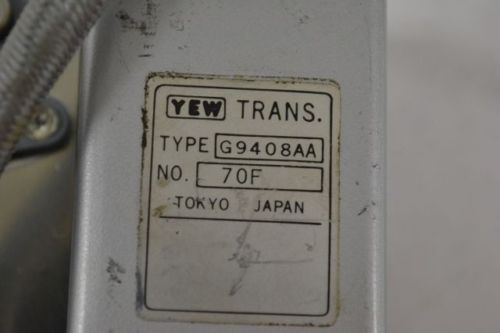 YEW TRANS.
TYPE G9408AA
NO. 70F
TOKYO JAPAN